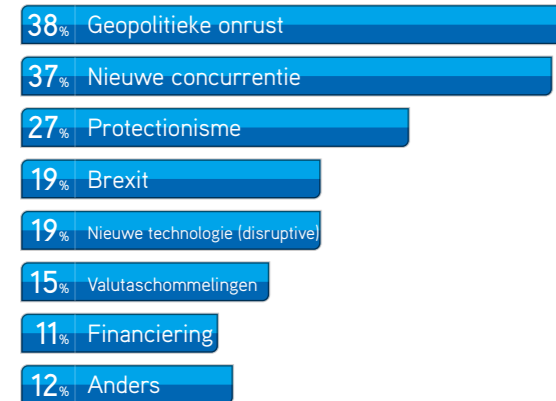 38% Geopolitieke onrust
37% Nieuwe concurrentie
27% Protectionisme
19% Brexit
19% Nieuwe technologie (disruptive)
15% Valutaschommelingen
11% Financiering
12% Anders